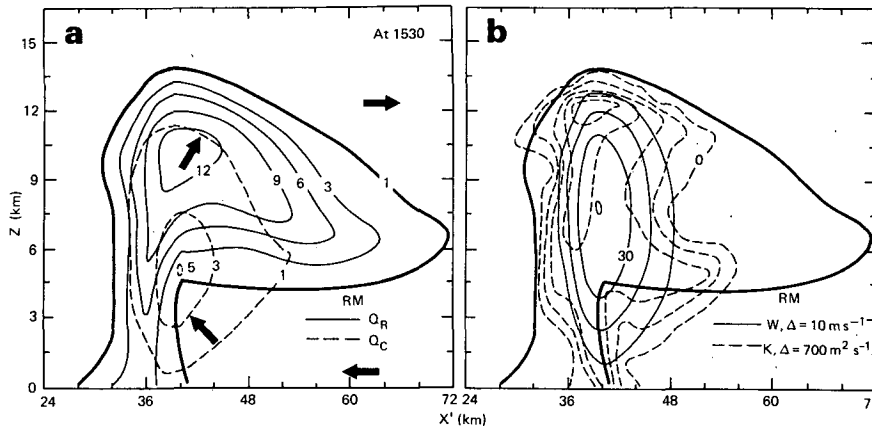 a
At 1530
b
15
12
9
6
3
0
Z (km)
12
9
6
3
1
0
5
3
1
RM
Q_R
Q_C
24
36
48
60
72
0
0
30
RM
W, Δ = 10 m s⁻¹
K, Δ = 700 m² s⁻¹
24
36
48
60
7
X' (km)